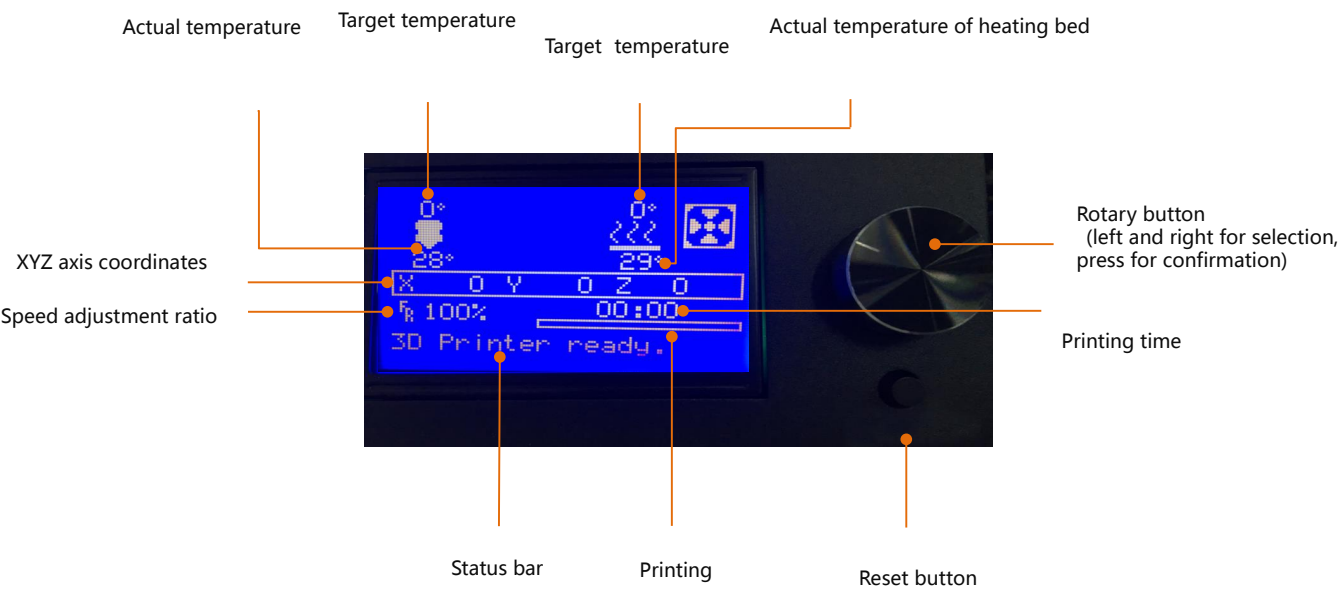 Actual temperature
Target temperature
Target temperature
Actual temperature of heating bed
0°
0°
28°
29°
X 0 Y 0 Z 0
FR 100% 00:00
3D Printer ready.
XYZ axis coordinates
Speed adjustment ratio
Rotary button
(left and right for selection,
press for confirmation)
Printing time
Status bar
Printing
Reset button